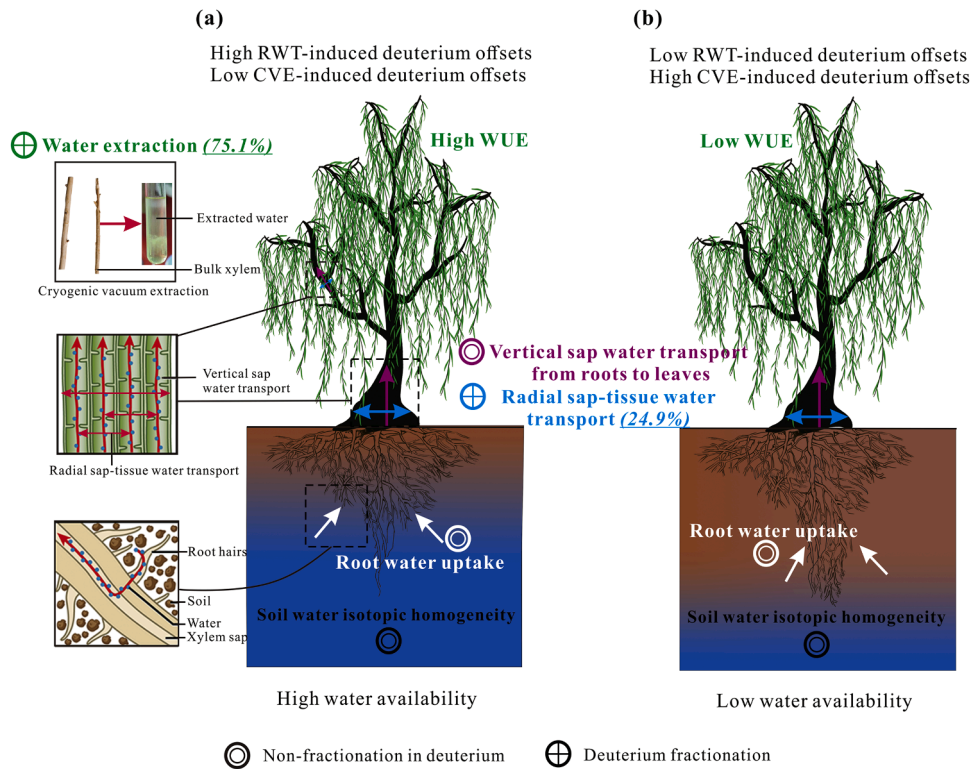 (a)
High RWT-induced deuterium offsets
Low CVE-induced deuterium offsets
(b)
Low RWT-induced deuterium offsets
High CVE-induced deuterium offsets
Water extraction (75.1%)
High WUE
Low WUE
Extracted water
Bulk xylem
Cryogenic vacuum extraction
Vertical sap
water transport
Radial sap-tissue water transport
Vertical sap water transport
from roots to leaves
Radial sap-tissue water
transport (24.9%)
Root hairs
Soil
Water
Xylem sap
Root water uptake
Soil water isotopic homogeneity
High water availability
Root water uptake
Soil water isotopic homogeneity
Low water availability
Non-fractionation in deuterium
Deuterium fractionation